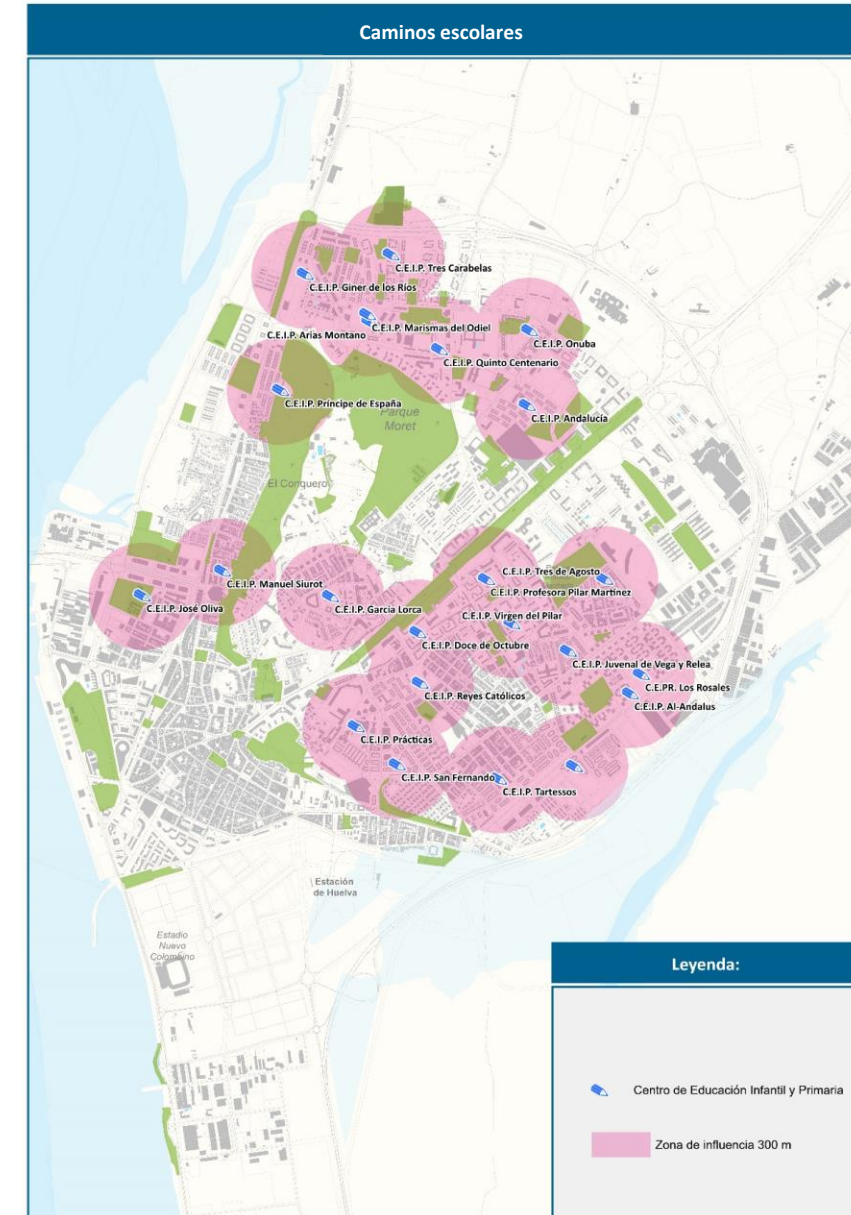 Caminos escolares
C.E.I.P. Tres Carabelas
C.E.I.P. Giner de los Ríos
C.E.I.P. Marismas del Odiel
C.E.I.P. Arias Montano
C.E.I.P. Onuba
C.E.I.P. Quinto Centenario
C.E.I.P. Príncipe de España
Parque
Moret
C.E.I.P. Andalucía
El Conquero
C.E.I.P. Manuel Siurot
C.E.I.P. Tres de Agosto
C.E.I.P. Profesora Pilar Martínez
C.E.I.P. José Oliva
C.E.I.P. García Lorca
C.E.I.P. Virgen del Pilar
C.E.I.P. Doce de Octubre
C.E.I.P. Juvenal de Vega y Relea
C.E.PR. Los Rosales
C.E.I.P. Reyes Católicos
C.E.I.P. Al-Andalus
C.E.I.P. Prácticas
C.E.I.P. San Fernando
C.E.I.P. Tartessos
Estación
de Huelva
Estadio
Nuevo
Colombino
Leyenda:
Centro de Educación Infantil y Primaria
Zona de influencia 300 m